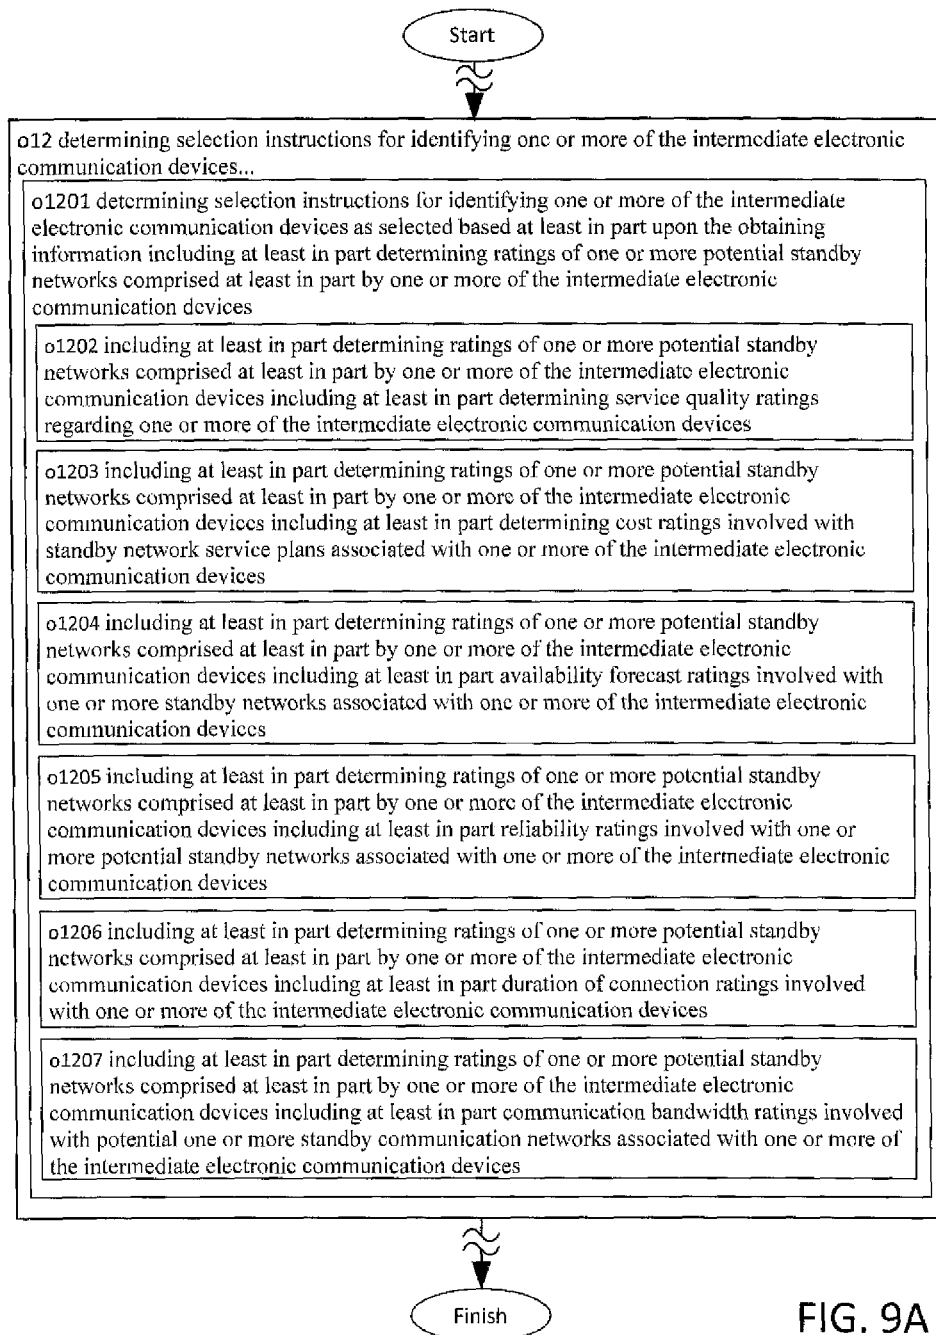 Start
o12 determining selection instructions for identifying one or more of the intermediate electronic
communication devices...
o1201 determining selection instructions for identifying one or more of the intermediate
electronic communication devices as selected based at least in part upon the obtaining
information including at least in part determining ratings of one or more potential standby
networks comprised at least in part by one or more of the intermediate electronic
communication devices
o1202 including at least in part determining ratings of one or more potential standby
networks comprised at least in part by one or more of the intermediate electronic
communication devices including at least in part determining service quality ratings
regarding one or more of the intermediate electronic communication devices
o1203 including at least in part determining ratings of one or more potential standby
networks comprised at least in part by one or more of the intermediate electronic
communication devices including at least in part determining cost ratings involved with
standby network service plans associated with one or more of the intermediate electronic
communication devices
o1204 including at least in part determining ratings of one or more potential standby
networks comprised at least in part by one or more of the intermediate electronic
communication devices including at least in part availability forecast ratings involved with
one or more standby networks associated with one or more of the intermediate electronic
communication devices
o1205 including at least in part determining ratings of one or more potential standby
networks comprised at least in part by one or more of the intermediate electronic
communication devices including at least in part reliability ratings involved with one or
more potential standby networks associated with one or more of the intermediate electronic
communication devices
o1206 including at least in part determining ratings of one or more potential standby
networks comprised at least in part by one or more of the intermediate electronic
communication devices including at least in part duration of connection ratings involved
with one or more of the intermediate electronic communication devices
o1207 including at least in part determining ratings of one or more potential standby
networks comprised at least in part by one or more of the intermediate electronic
communication devices including at least in part communication bandwidth ratings involved
with potential one or more standby communication networks associated with one or more of
the intermediate electronic communication devices
Finish
FIG. 9A